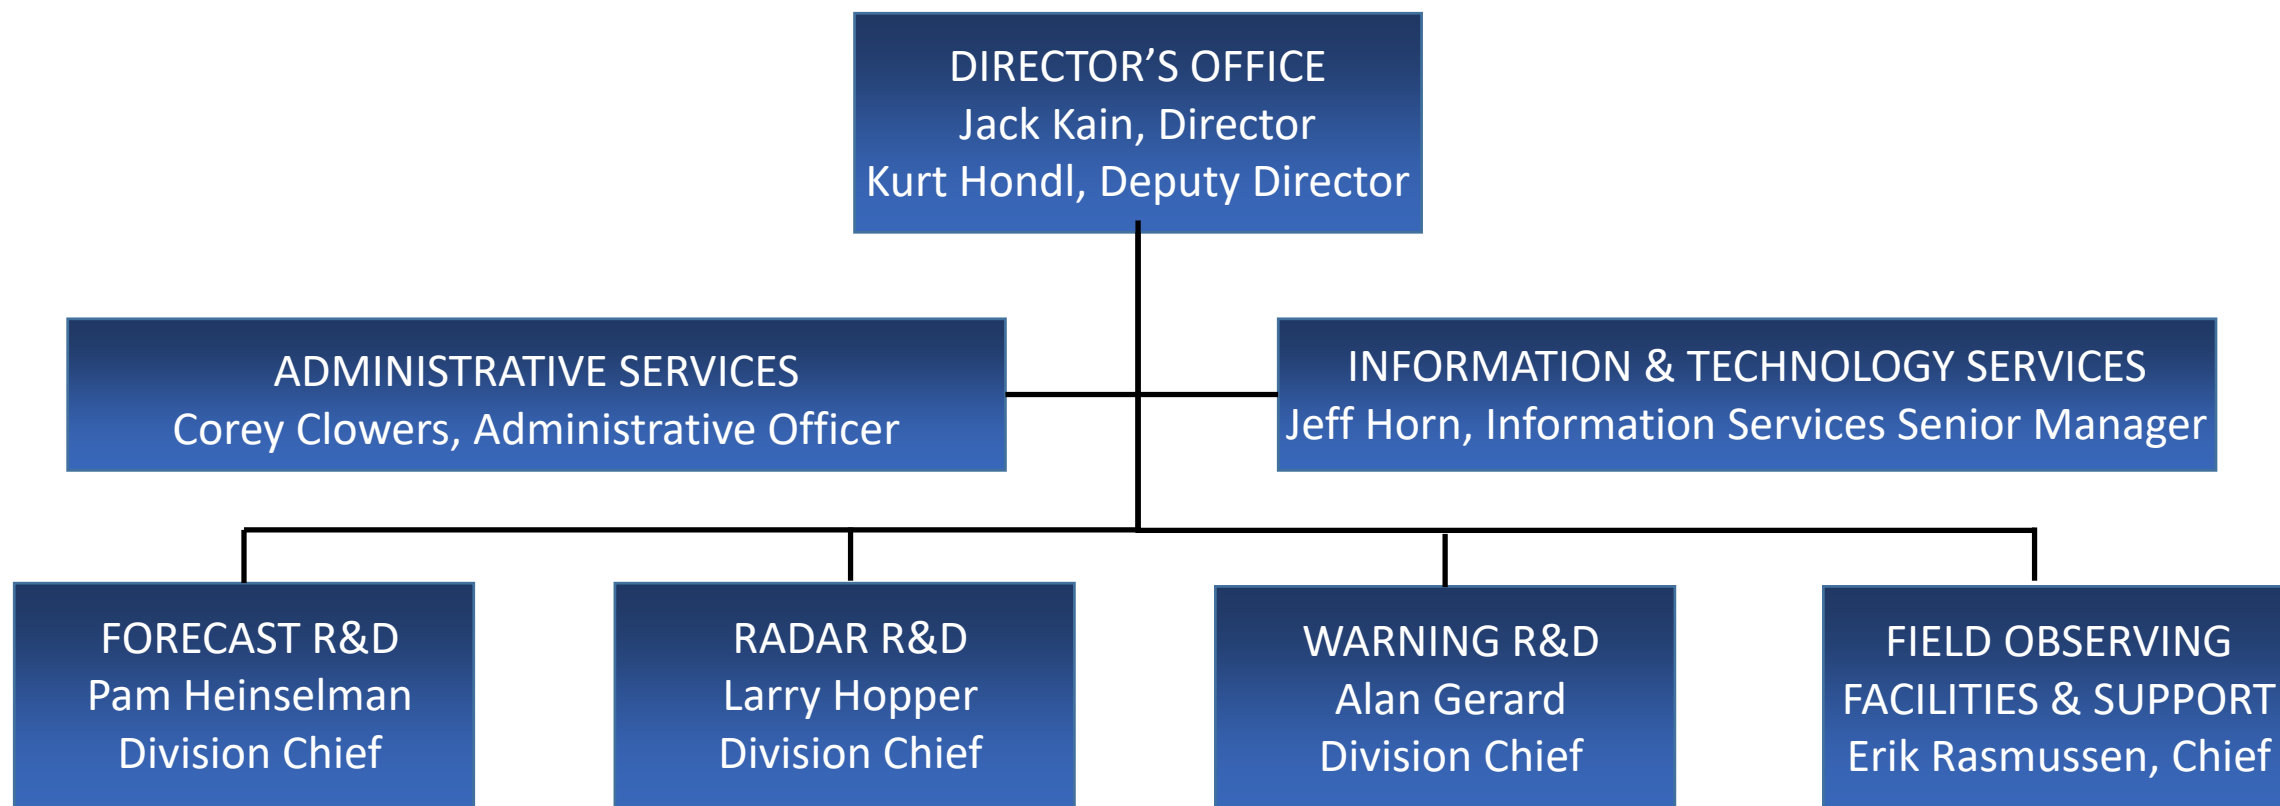 DIRECTOR’S OFFICE
Jack Kain, Director
Kurt Hondl, Deputy Director
ADMINISTRATIVE SERVICES
Corey Clowers, Administrative Officer
INFORMATION & TECHNOLOGY SERVICES
Jeff Horn, Information Services Senior Manager
FORECAST R&D
Pam Heinselman
Division Chief
RADAR R&D
Larry Hopper
Division Chief
WARNING R&D
Alan Gerard
Division Chief
FIELD OBSERVING
FACILITIES & SUPPORT
Erik Rasmussen, Chief